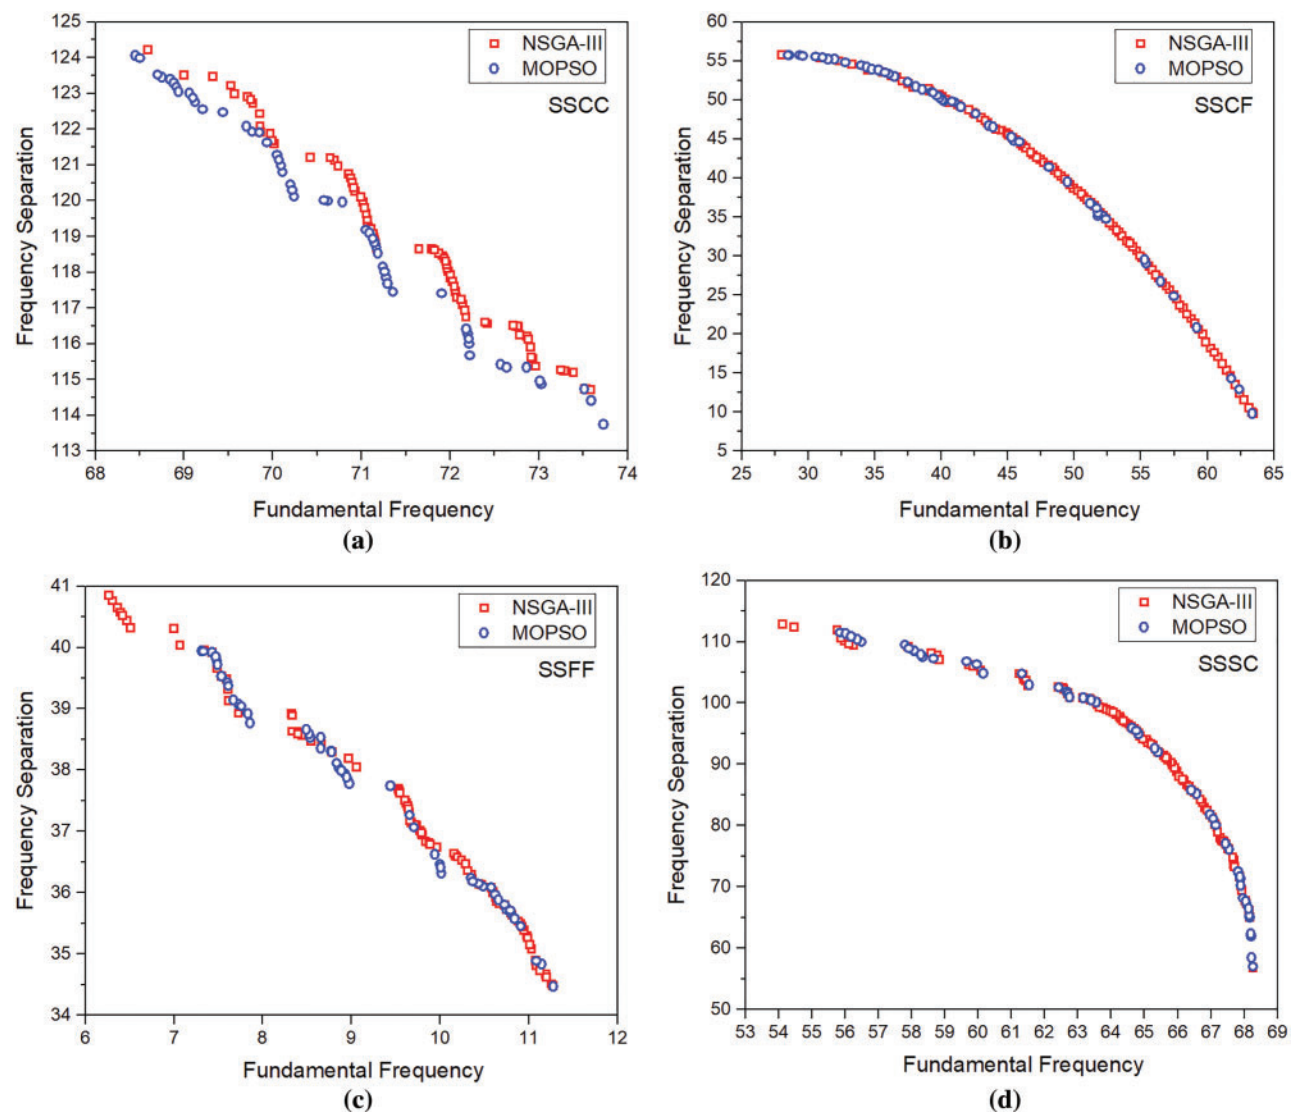 NSGA-III
MOPSO
SSCC
Frequency Separation
125
124
123
122
121
120
119
118
117
116
115
114
113
68 69 70 71 72 73 74
Fundamental Frequency
(a)
NSGA-III
MOPSO
SSCF
Frequency Separation
60
55
50
45
40
35
30
25
20
15
10
5
25 30 35 40 45 50 55 60 65
Fundamental Frequency
(b)
NSGA-III
MOPSO
SSFF
Frequency Separation
41
40
39
38
37
36
35
34
6 7 8 9 10 11 12
Fundamental Frequency
(c)
NSGA-III
MOPSO
SSSC
Frequency Separation
120
110
100
90
80
70
60
50
53 54 55 56 57 58 59 60 61 62 63 64 65 66 67 68 69
Fundamental Frequency
(d)